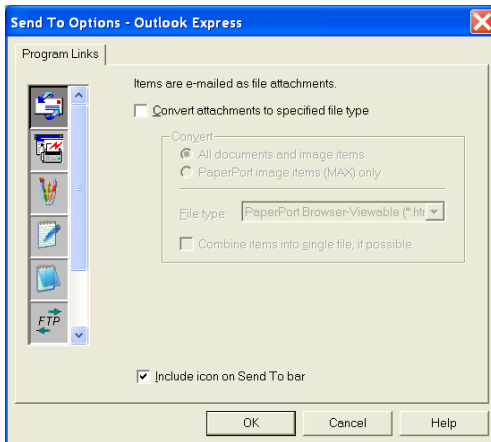 Send To Options - Outlook Express
Program Links
Items are e-mailed as file attachments.
Convert attachments to specified file type
Convert
All documents and image items
PaperPort image items (MAX) only
File type: PaperPort Browser-Viewable (*.htr
Combine items into single file, if possible
FTP
Include icon on Send To bar
OK Cancel Help